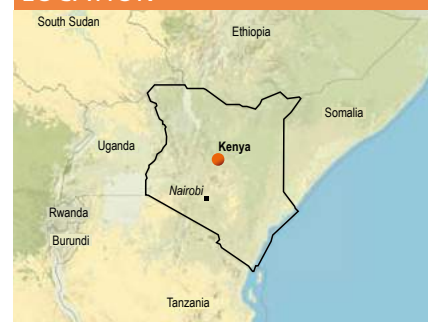 South Sudan
Ethiopia
Somalia
Uganda
Kenya
Nairobi
Rwanda
Burundi
Tanzania